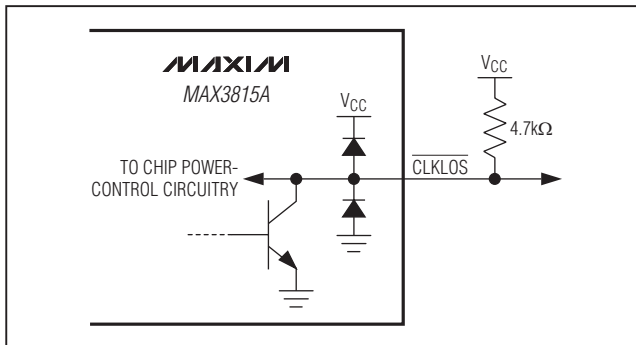 MAXIM
MAX3815A
VCC
VCC
4.7kΩ
TO CHIP POWER-
CONTROL CIRCUITRY
CLKLOS